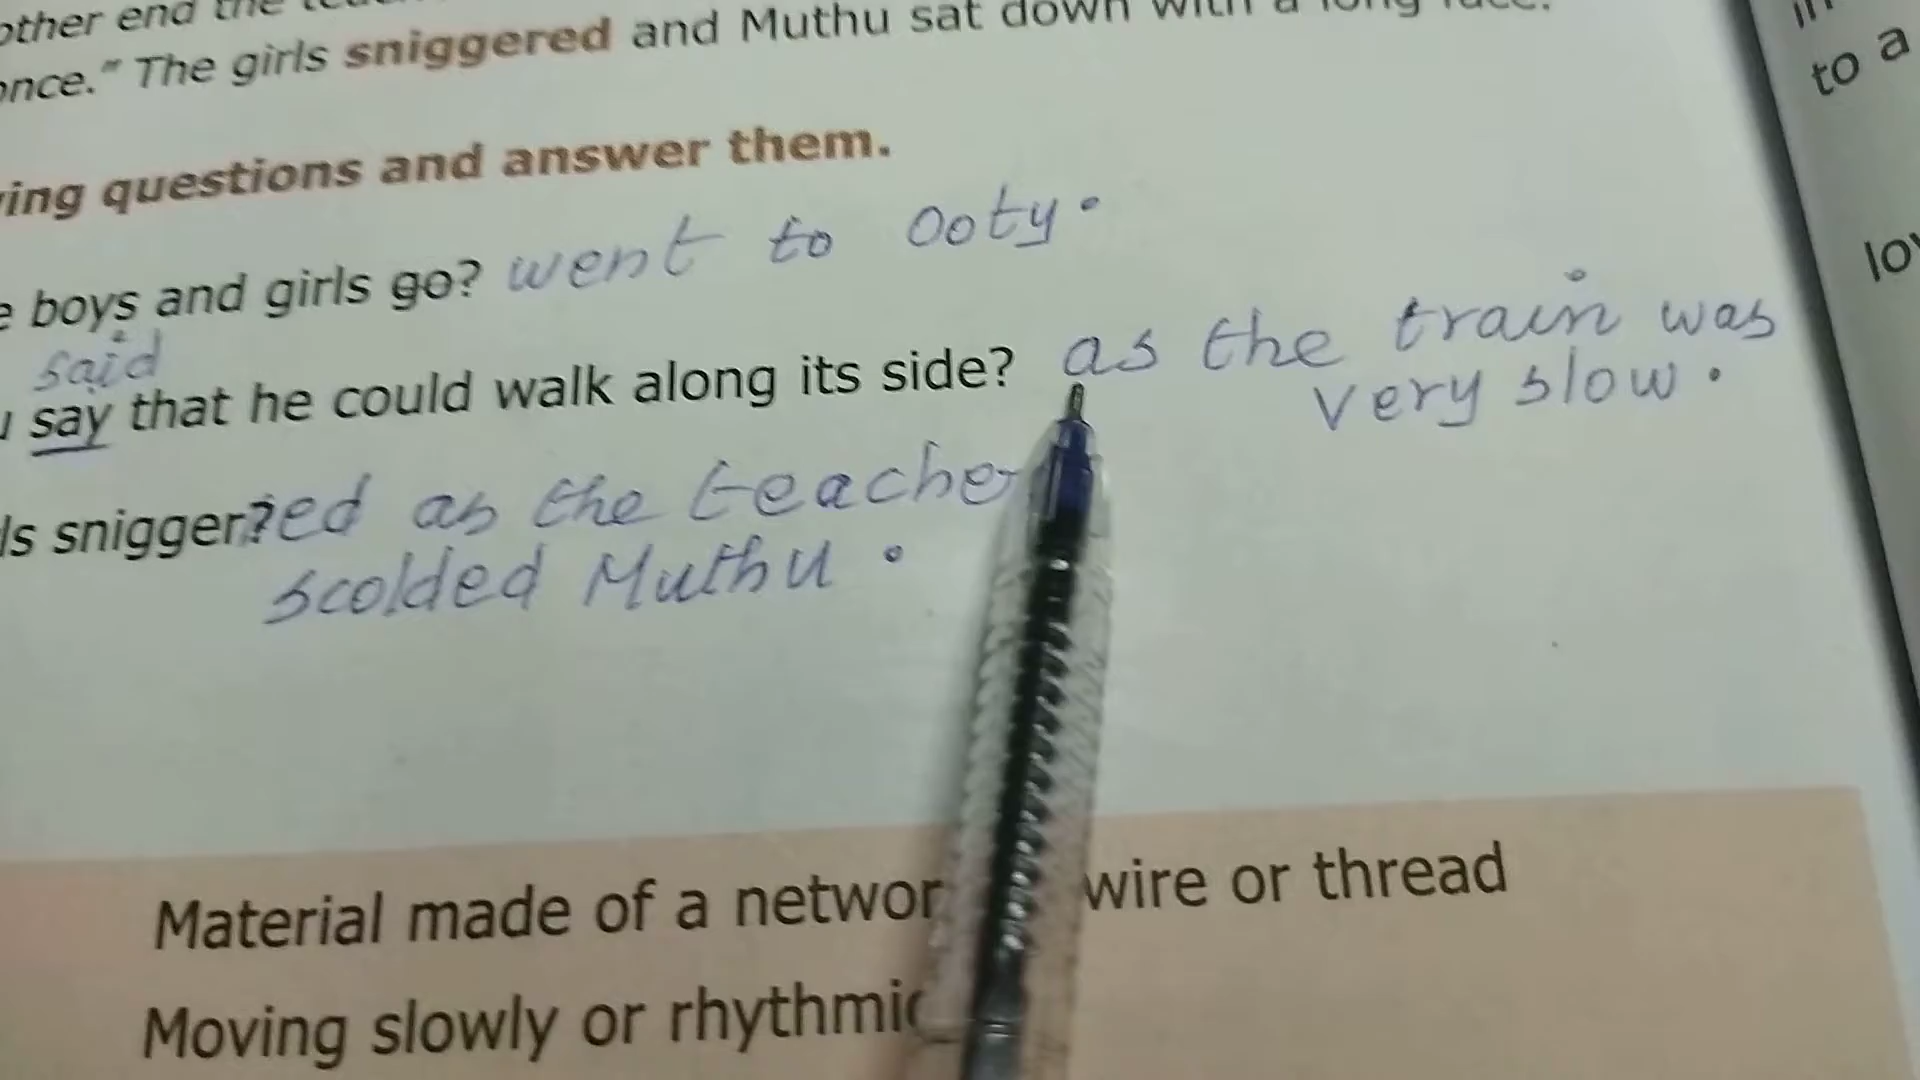 other end the
once." The girls sniggered and Muthu sat down with a long face.
ving questions and answer them.
e boys and girls go? went to Ooty.
said
u say that he could walk along its side? as the train was
very slow.
ls snigger?ed as the teacher
scolded Muthu.
Material made of a networ wire or thread
Moving slowly or rhythmic
to a